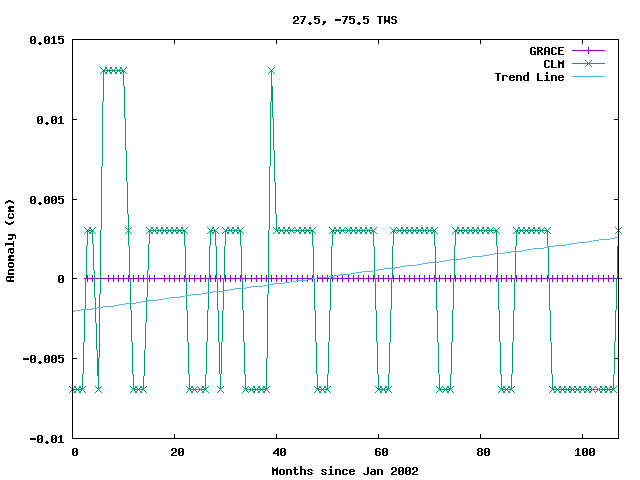 27.5, -75.5 TWS
GRACE
CLM
Trend Line
0.015
0.01
0.005
0
-0.005
-0.01
Anomaly (cm)
0 20 40 60 80 100
Months since Jan 2002